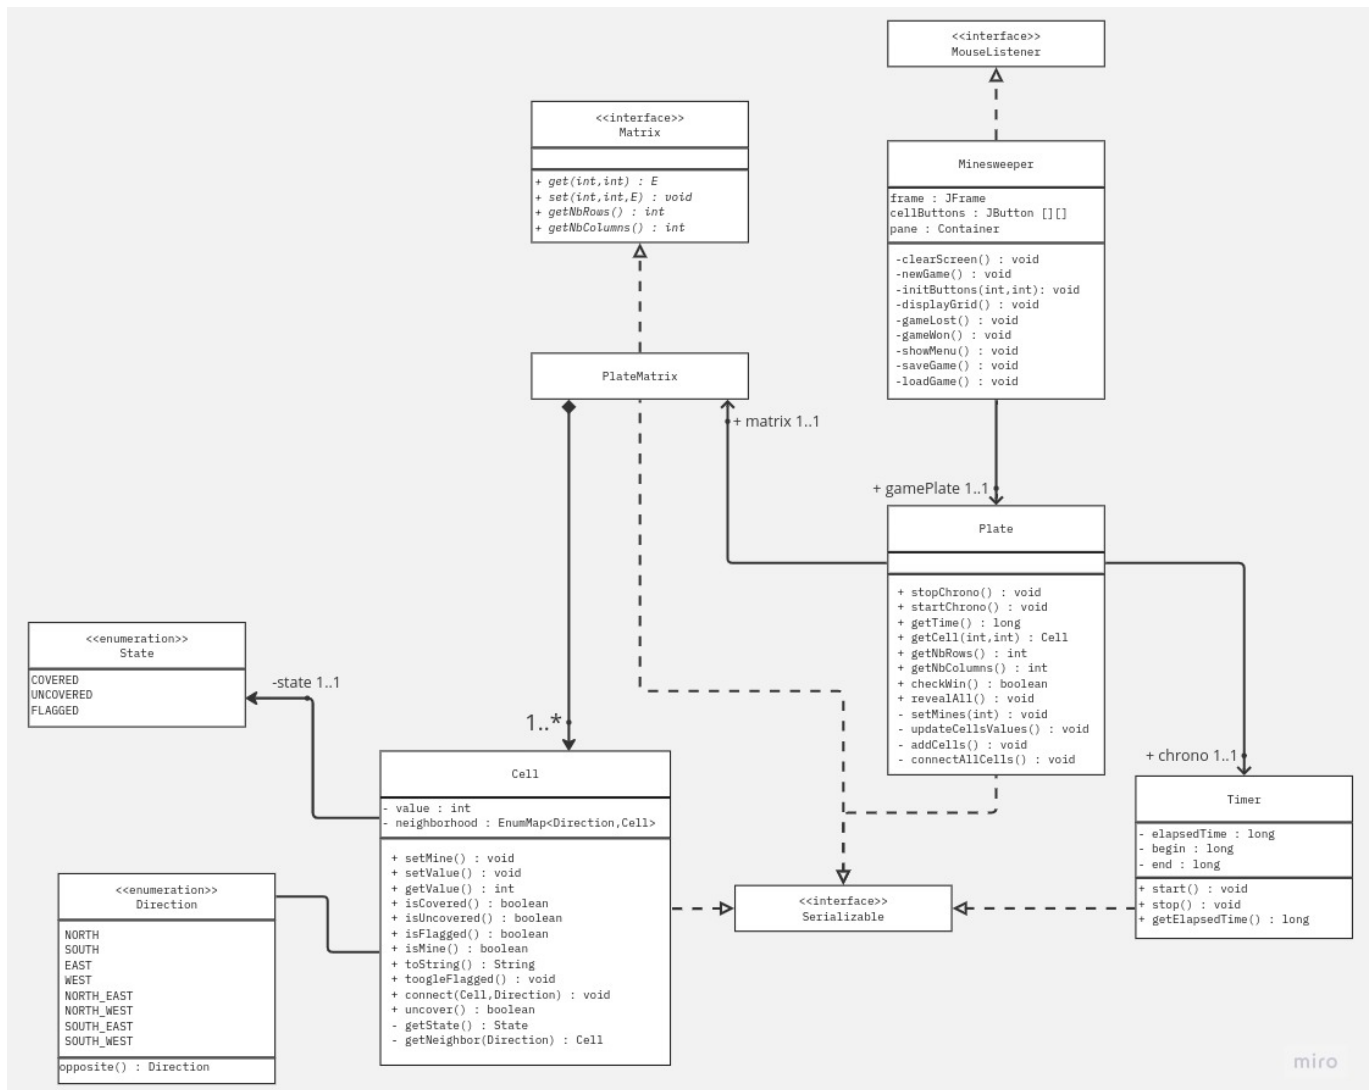 <<interface>>
MouseListener
<<interface>>
Matrix
+ get(int,int) : E
+ set(int,int,E) : void
+ getNbRows() : int
+ getNbColumns() : int
Minesweeper
frame : JFrame
cellButtons : JButton [][]
pane : Container
-clearScreen() : void
-newGame() : void
-initButtons(int,int): void
-displayGrid() : void
-gameLost() : void
-gameWon() : void
-showMenu() : void
-saveGame() : void
-loadGame() : void
PlateMatrix
+ matrix 1..1
+ gamePlate 1..1
Plate
+ stopChrono() : void
+ startChrono() : void
+ getTime() : long
+ getCell(int,int) : Cell
+ getNbRows() : int
+ getNbColumns() : int
+ checkWin() : boolean
+ revealAll() : void
- setMines(int) : void
- updateCellsValues() : void
- addCells() : void
- connectAllCells() : void
<<enumeration>>
State
COVERED
UNCOVERED
FLAGGED
-state 1..1
1..*
+ chrono 1..1
Cell
- value : int
- neighborhood : EnumMap<Direction,Cell>
+ setMine() : void
+ setValue() : void
+ getValue() : int
+ isCovered() : boolean
+ isUncovered() : boolean
+ isFlagged() : boolean
+ isMine() : boolean
+ toString() : String
+ toogleFlagged() : void
+ connect(Cell,Direction) : void
+ uncover() : boolean
- getState() : State
- getNeighbor(Direction) : Cell
Timer
- elapsedTime : long
- begin : long
- end : long
+ start() : void
+ stop() : void
+ getElapsedTime() : long
<<enumeration>>
Direction
NORTH
SOUTH
EAST
WEST
NORTH_EAST
NORTH_WEST
SOUTH_EAST
SOUTH_WEST
opposite() : Direction
<<interface>>
Serializable
miro